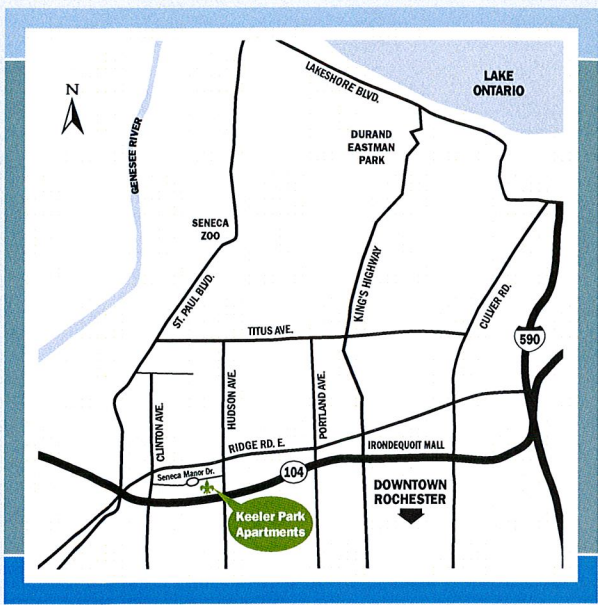 LAKESHORE BLVD.
LAKE
ONTARIO
N
GENESEE RIVER
DURAND
EASTMAN
PARK
SENECA
ZOO
ST. PAUL BLVD.
KING'S HIGHWAY
CULVER RD.
TITUS AVE.
590
CLINTON AVE.
HUDSON AVE.
PORTLAND AVE.
RIDGE RD. E.
IRONDEQUOIT MALL
Seneca Manor Dr.
104
DOWNTOWN
ROCHESTER
Keeler Park
Apartments